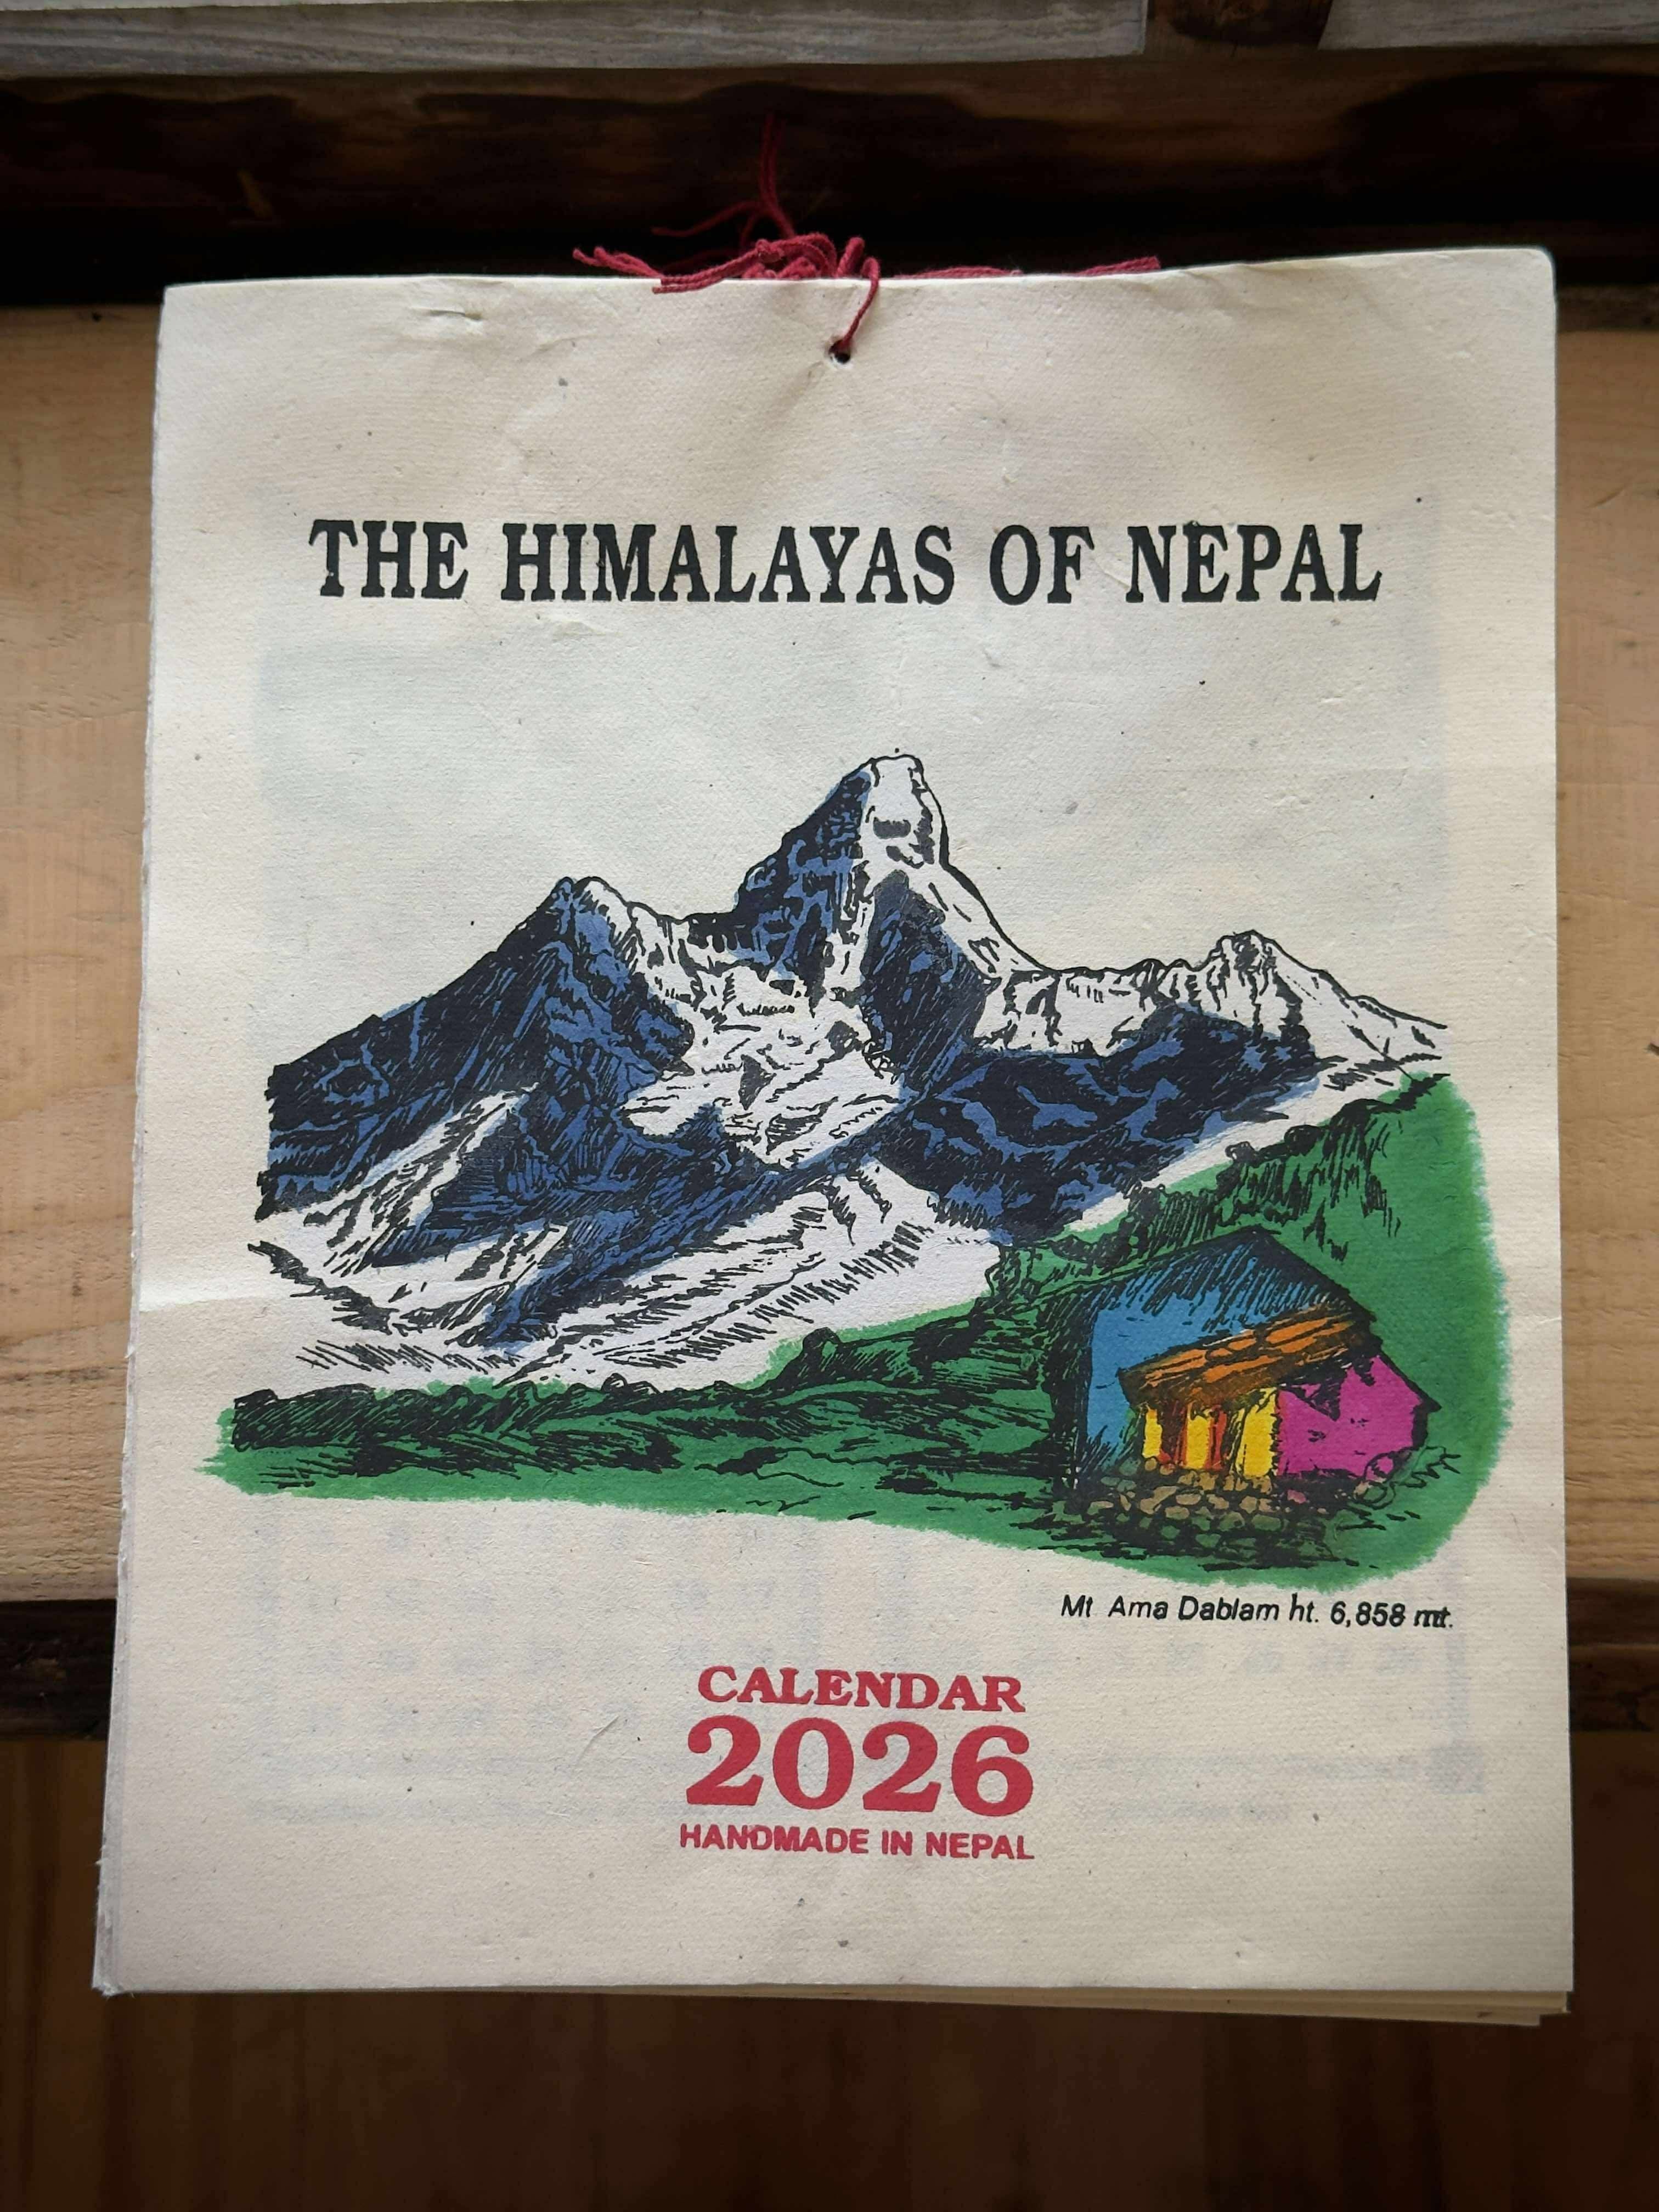 THE HIMALAYAS OF NEPAL
Mt Ama Dablam ht. 6,858 mt.
CALENDAR
2026
HANDMADE IN NEPAL